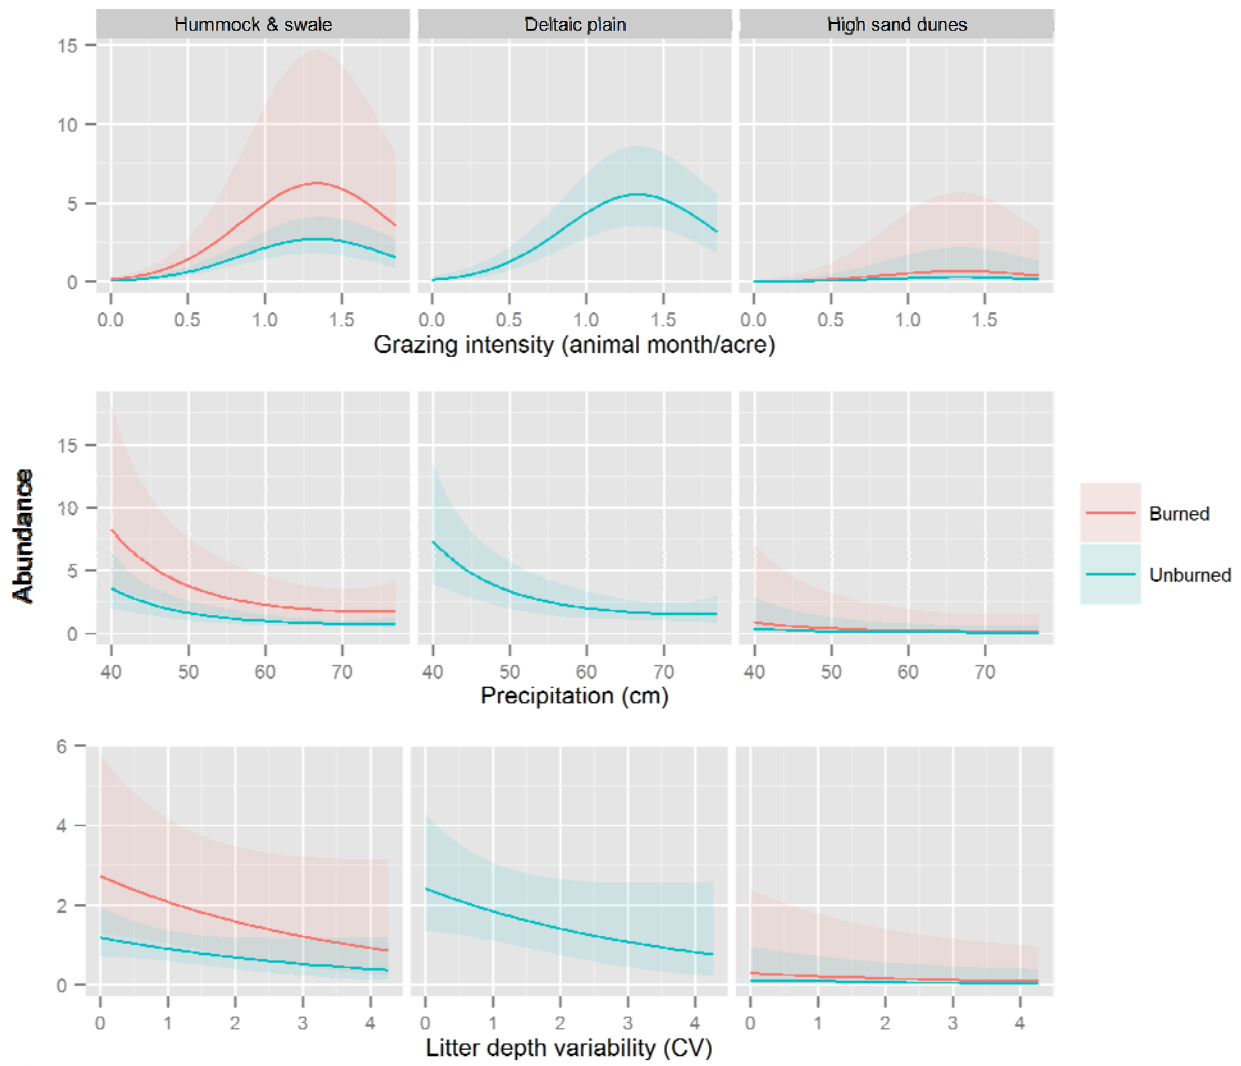 Hummock & swale Deltaic plain High sand dunes
15
10
5
0
0.0 0.5 1.0 1.5 0.0 0.5 1.0 1.5 0.0 0.5 1.0 1.5
Grazing intensity (animal month/acre)
Abundance
15
10
5
0
40 50 60 70 40 50 60 70 40 50 60 70
Precipitation (cm)
Burned
Unburned
6
4
2
0
0 1 2 3 4 0 1 2 3 4 0 1 2 3 4
Litter depth variability (CV)